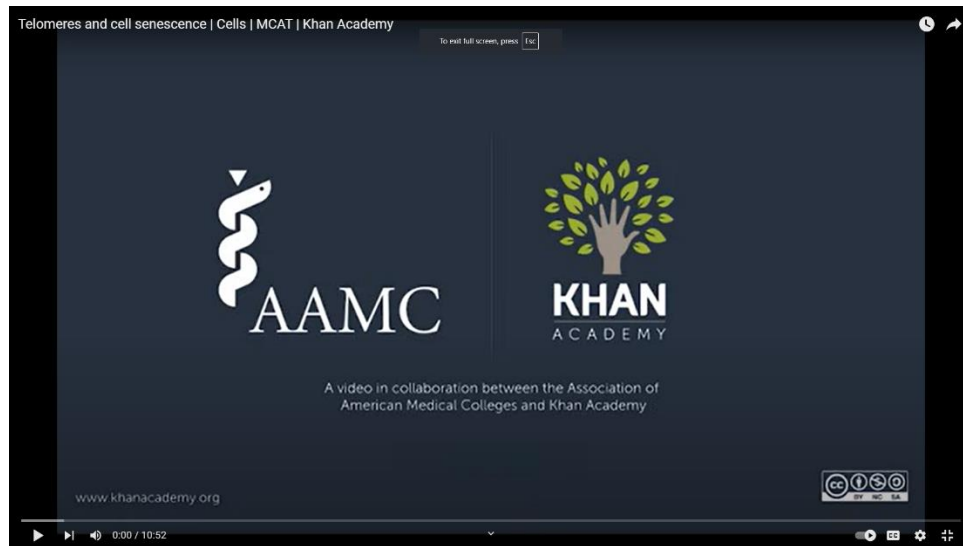 Telomeres and cell senescence | Cells | MCAT | Khan Academy
To exit full screen, press Esc
AAMC
KHAN
ACADEMY
A video in collaboration between the Association of
American Medical Colleges and Khan Academy
www.khanacademy.org
cc
BY NC SA
0:00 / 10:52
CC